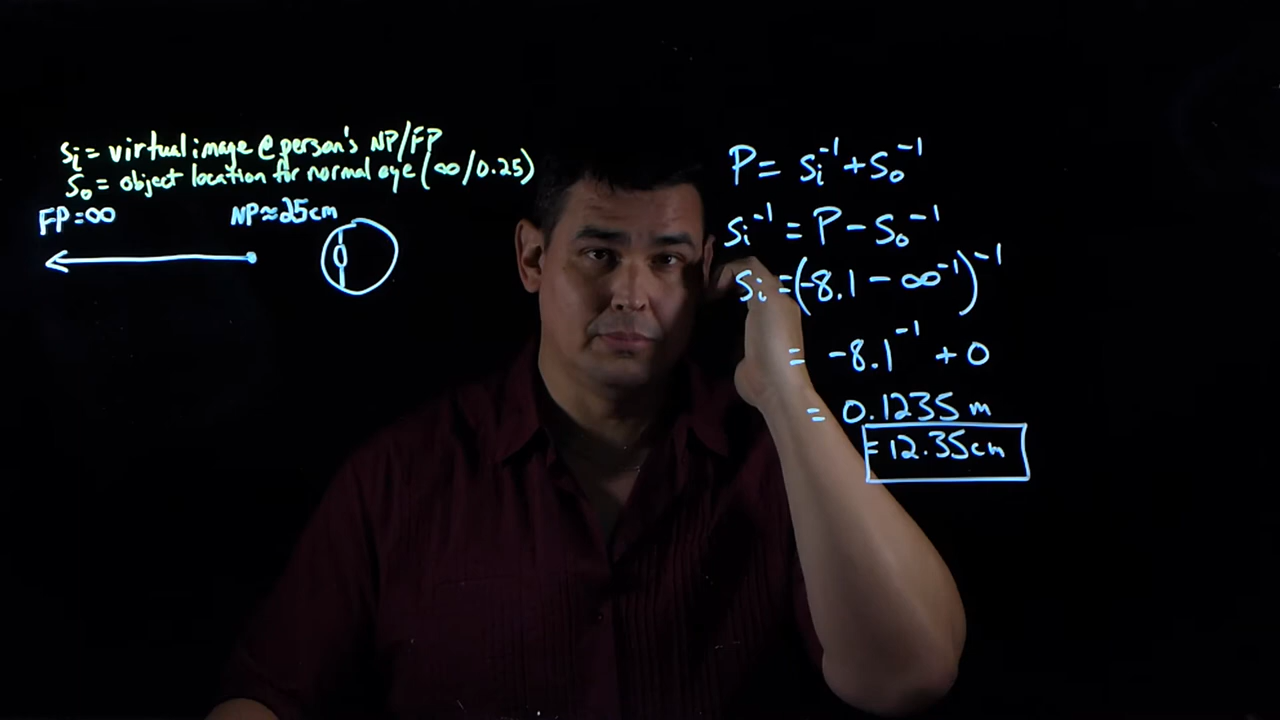 si = virtual image @ person's NP/FP
so = object location for normal eye (∞/0.25)
FP=∞ NP≈25cm
P = si⁻¹ + so⁻¹
si⁻¹ = P − so⁻¹
si = (-8.1 − ∞⁻¹)⁻¹
= -8.1⁻¹ + 0
= 0.1235 m
= 12.35cm